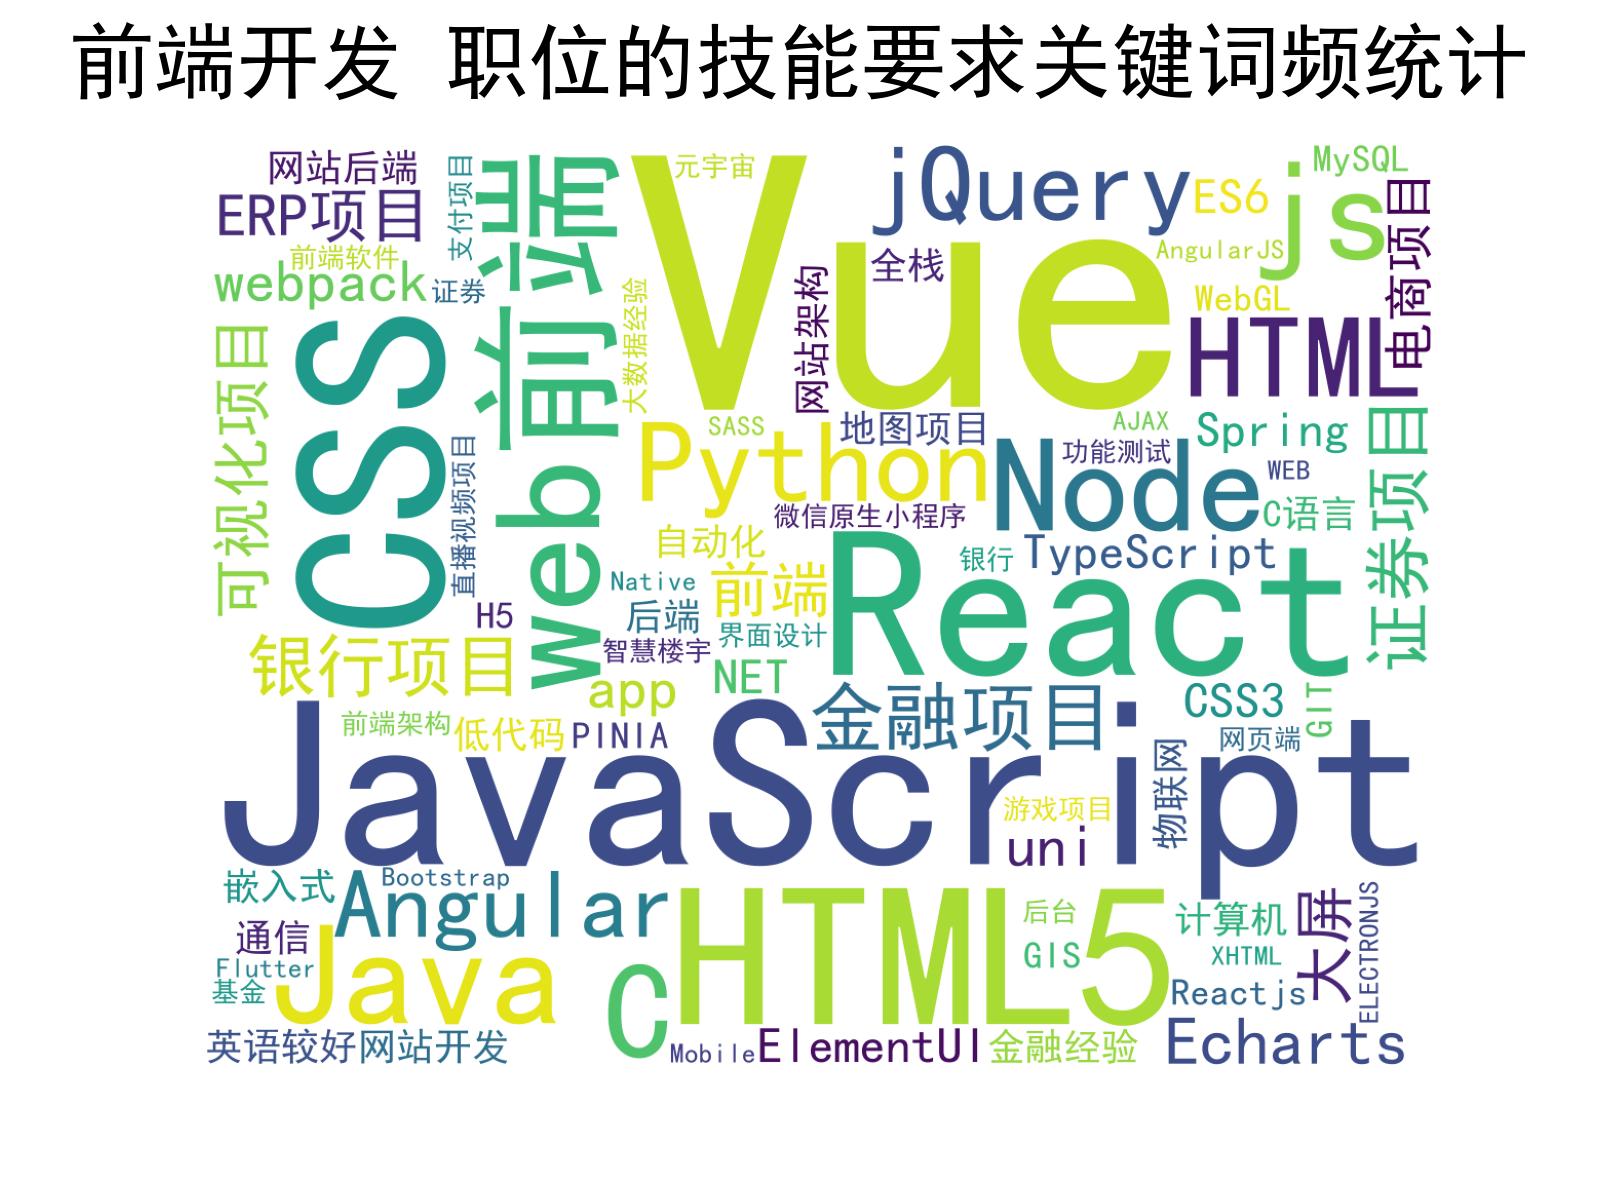 前端开发 职位的技能要求关键词频统计
网站后端
支付项目
元宇宙
jQuery
MySQL
ERP项目
ES6
js
电商项目
前端软件
webpack
证券
web前端
Vue
全栈
AngularJS
WebGL
网站架构
大数据经验
HTML
可视化项目
CSS
SASS
地图项目
AJAX
Spring
证券项目
Python
功能测试
WEB
Node
直播视频项目
微信原生小程序
C语言
自动化
银行
TypeScript
Native
前端
React
H5
后端
界面设计
智慧楼宇
银行项目
NET
app
金融项目
CSS3
GIT
前端架构
低代码
PINIA
网页端
JavaScript
物联网
游戏项目
uni
嵌入式
Bootstrap
Angular
HTML5
后台
计算机
大屏
ELECTRONJS
通信
Flutter
基金
Java
C
GIS
XHTML
Reactjs
英语较好
网站开发
Mobile
ElementUI
金融经验
Echarts